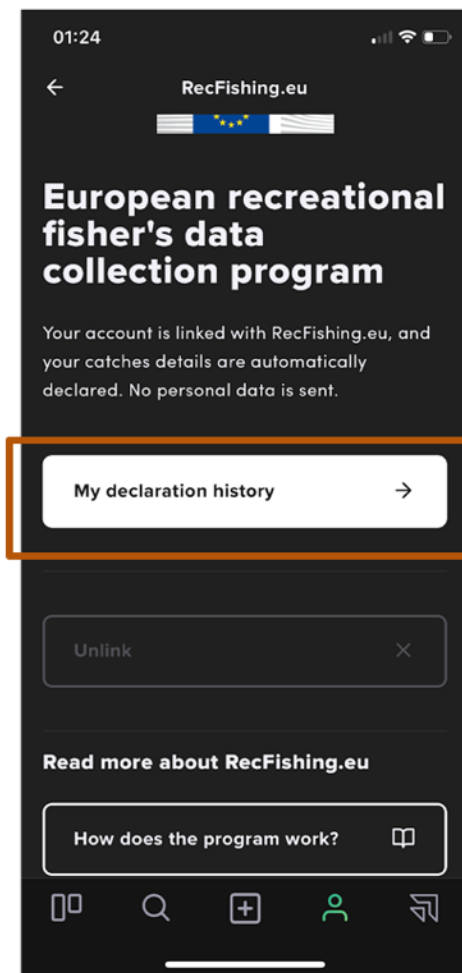 01:24
RecFishing.eu
European recreational
fisher's data
collection program
Your account is linked with RecFishing.eu, and
your catches details are automatically
declared. No personal data is sent.
My declaration history
Unlink
Read more about RecFishing.eu
How does the program work?